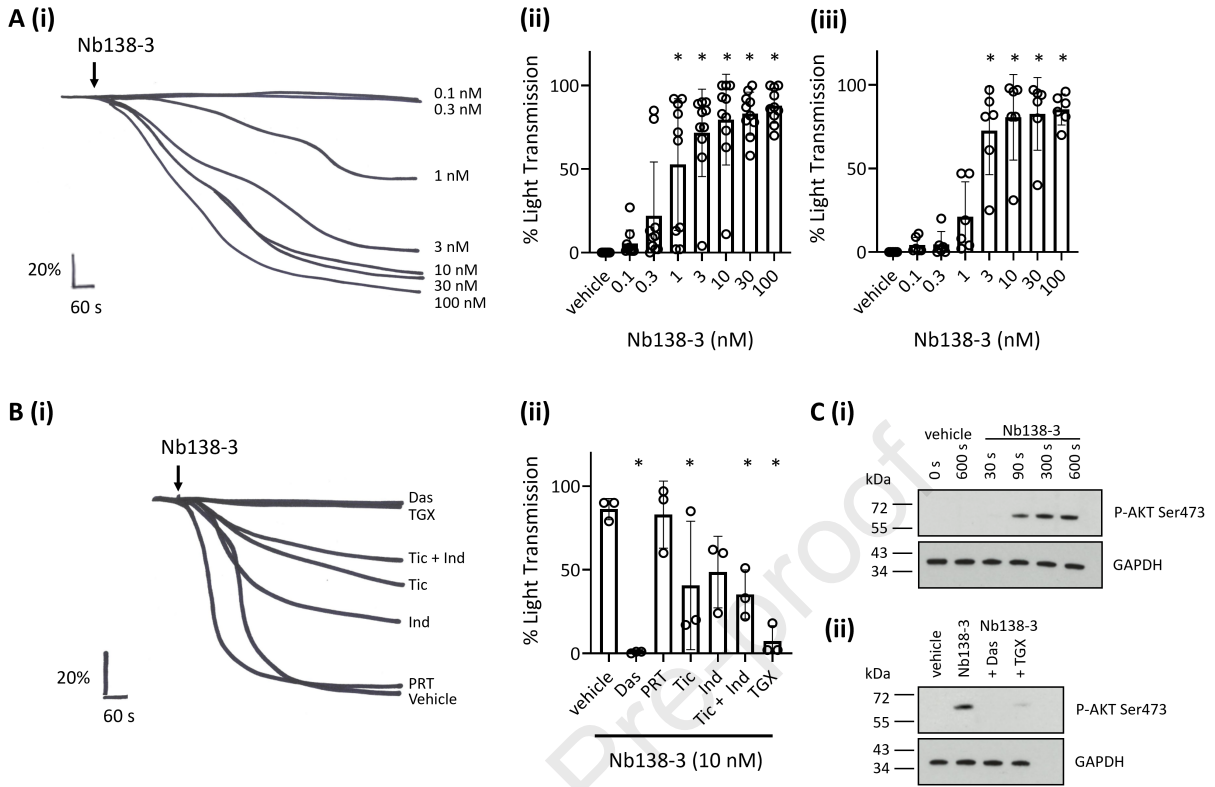 A (i)
Nb138-3
0.1 nM
0.3 nM
1 nM
3 nM
10 nM
30 nM
100 nM
20%
60 s
(ii)
* * * * *
% Light Transmission
100
50
0
vehicle 0.1 0.3 1 3 10 30 100
Nb138-3 (nM)
(iii)
* * * *
% Light Transmission
100
50
0
vehicle 0.1 0.3 1 3 10 30 100
Nb138-3 (nM)
B (i)
Nb138-3
Das
TGX
Tic + Ind
Tic
Ind
PRT
Vehicle
20%
60 s
(ii)
* * * *
% Light Transmission
100
50
0
vehicle Das PRT Tic Ind Tic + Ind TGX
Nb138-3 (10 nM)
C (i)
vehicle Nb138-3
0 s 600 s 30 s 90 s 300 s 600 s
kDa
72
55
P-AKT Ser473
43
34
GAPDH
(ii)
Nb138-3
vehicle Nb138-3 + Das + TGX
kDa
72
55
P-AKT Ser473
43
34
GAPDH
Pre-proof